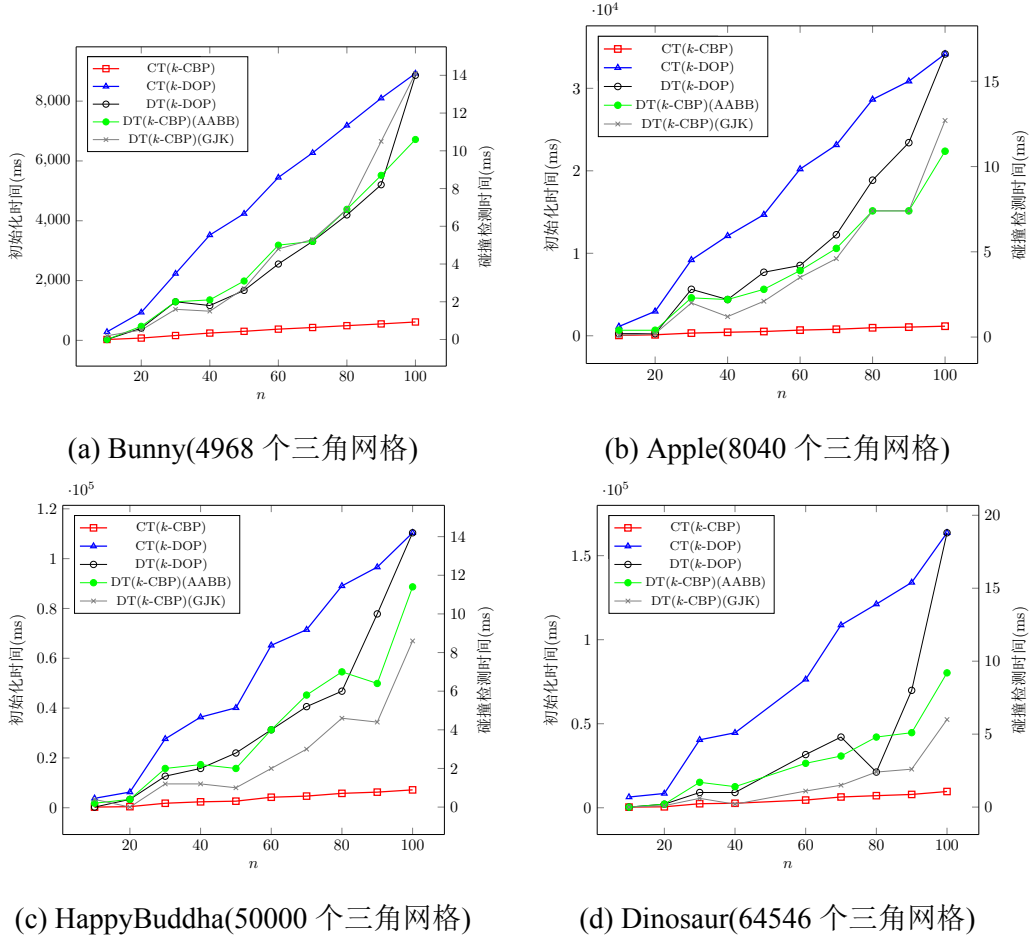 CT(k-CBP)
CT(k-DOP)
DT(k-DOP)
DT(k-CBP)(AABB)
DT(k-CBP)(GJK)
8,000
6,000
4,000
2,000
0
初始化时间(ms)
14
12
10
8
6
4
2
0
碰撞检测时间(ms)
20 40 60 80 100
n
(a) Bunny(4968 个三角网格)
·10⁴
CT(k-CBP)
CT(k-DOP)
DT(k-DOP)
DT(k-CBP)(AABB)
DT(k-CBP)(GJK)
3
2
1
0
初始化时间(ms)
15
10
5
0
碰撞检测时间(ms)
20 40 60 80 100
n
(b) Apple(8040 个三角网格)
·10⁵
CT(k-CBP)
CT(k-DOP)
DT(k-DOP)
DT(k-CBP)(AABB)
DT(k-CBP)(GJK)
1.2
1
0.8
0.6
0.4
0.2
0
初始化时间(ms)
14
12
10
8
6
4
2
0
碰撞检测时间(ms)
20 40 60 80 100
n
(c) HappyBuddha(50000 个三角网格)
·10⁵
CT(k-CBP)
CT(k-DOP)
DT(k-DOP)
DT(k-CBP)(AABB)
DT(k-CBP)(GJK)
1.5
1
0.5
0
初始化时间(ms)
20
15
10
5
0
碰撞检测时间(ms)
20 40 60 80 100
n
(d) Dinosaur(64546 个三角网格)